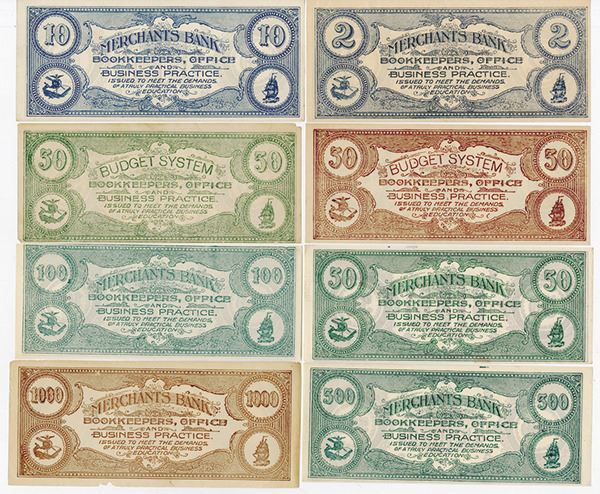 10 MERCHANTS BANK 10
BOOKKEEPERS, OFFICE
AND
BUSINESS PRACTICE.
ISSUED TO MEET THE DEMANDS
OF A TRULY PRACTICAL BUSINESS
EDUCATION.
2 MERCHANTS BANK 2
BOOKKEEPERS, OFFICE
AND
BUSINESS PRACTICE.
ISSUED TO MEET THE DEMANDS
OF A TRULY PRACTICAL BUSINESS
EDUCATION.
50 BUDGET SYSTEM 50
BOOKKEEPERS, OFFICE
AND
BUSINESS PRACTICE.
ISSUED TO MEET THE DEMANDS
OF A TRULY PRACTICAL BUSINESS
EDUCATION.
50 BUDGET SYSTEM 50
BOOKKEEPERS, OFFICE
AND
BUSINESS PRACTICE.
ISSUED TO MEET THE DEMANDS
OF A TRULY PRACTICAL BUSINESS
EDUCATION.
100 MERCHANTS BANK 100
BOOKKEEPERS, OFFICE
AND
BUSINESS PRACTICE.
ISSUED TO MEET THE DEMANDS
OF A TRULY PRACTICAL BUSINESS
EDUCATION.
50 MERCHANTS BANK 50
BOOKKEEPERS, OFFICE
AND
BUSINESS PRACTICE.
ISSUED TO MEET THE DEMANDS
OF A TRULY PRACTICAL BUSINESS
EDUCATION.
1000 MERCHANTS BANK 1000
BOOKKEEPERS, OFFICE
AND
BUSINESS PRACTICE.
ISSUED TO MEET THE DEMANDS
OF A TRULY PRACTICAL BUSINESS
EDUCATION.
500 MERCHANTS BANK 500
BOOKKEEPERS, OFFICE
AND
BUSINESS PRACTICE.
ISSUED TO MEET THE DEMANDS
OF A TRULY PRACTICAL BUSINESS
EDUCATION.